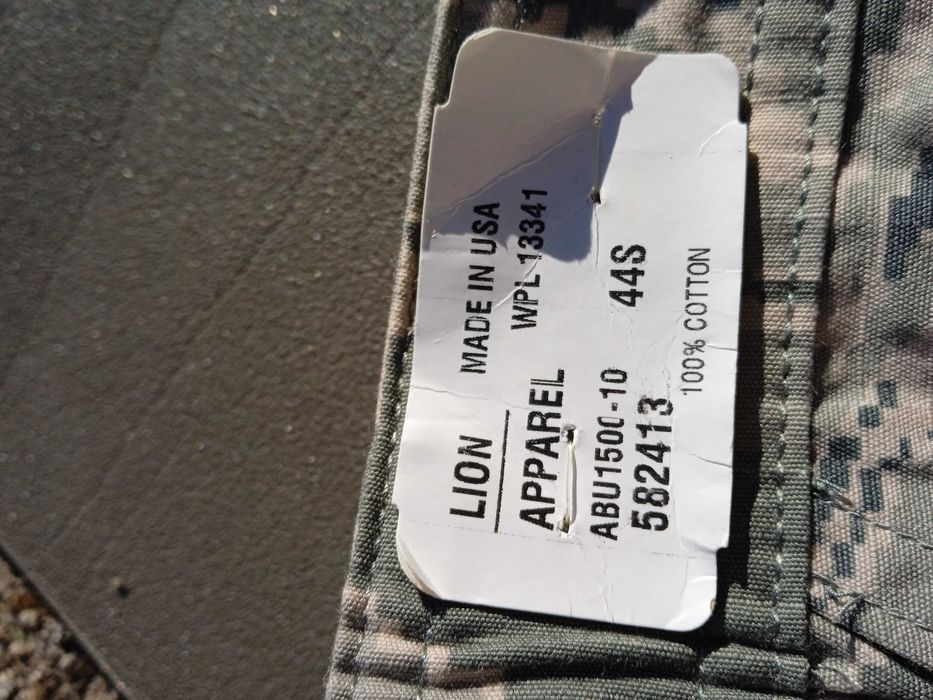 LION
APPAREL
MADE IN USA
WPL 13341
ABU1500-10
582413 44S
100% COTTON